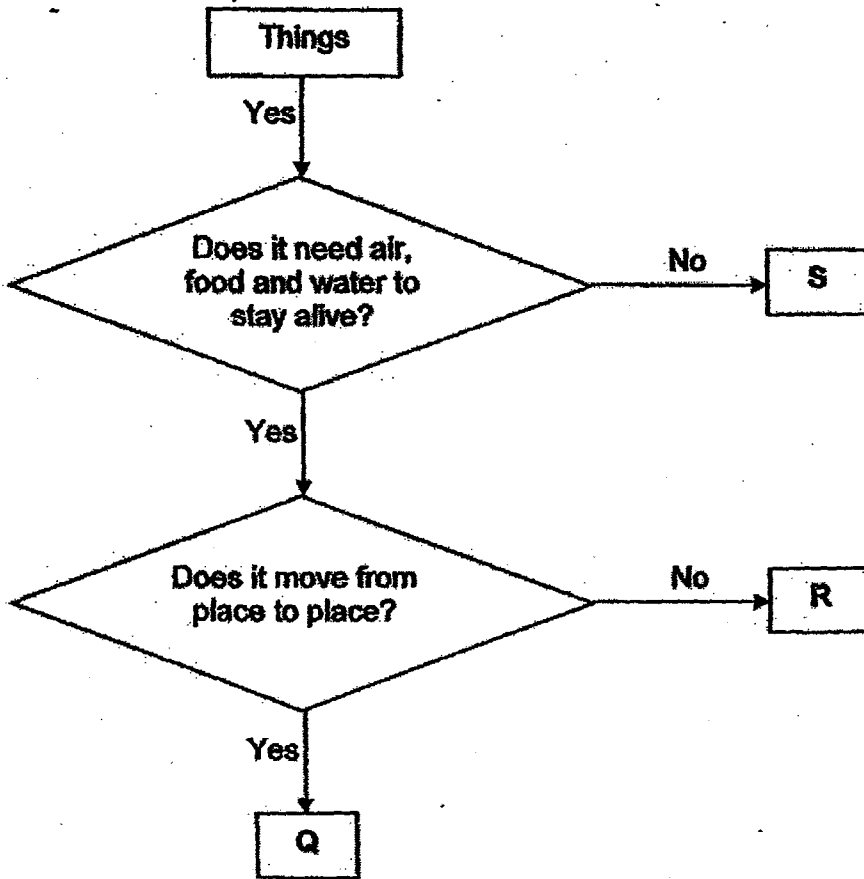 Things
Yes
Does it need air,
food and water to
stay alive?
No
S
Yes
Does it move from
place to place?
No
R
Yes
Q